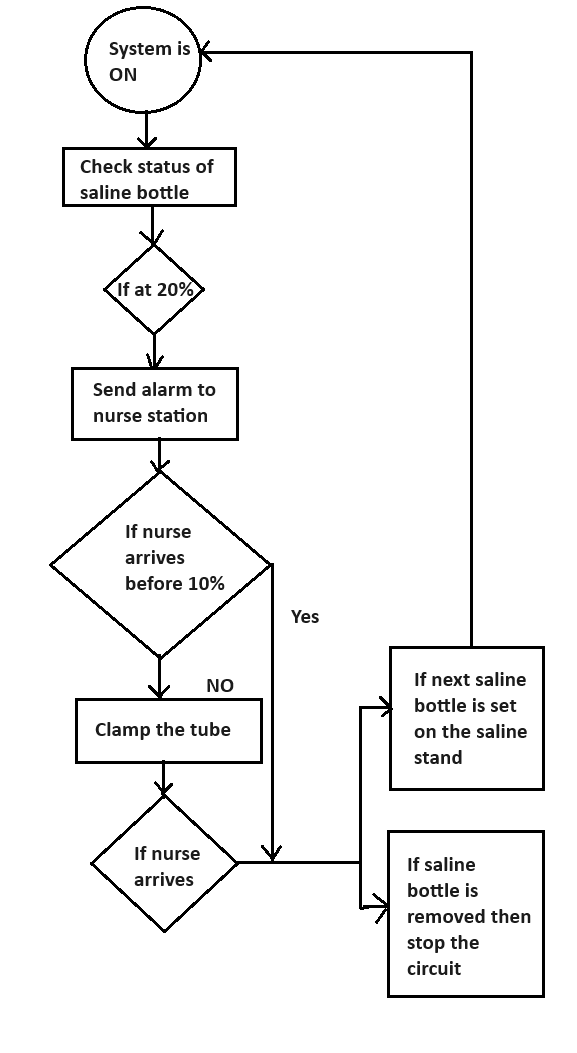 System is
ON
Check status of
saline bottle
If at 20%
Send alarm to
nurse station
If nurse
arrives
before 10%
Yes
NO
Clamp the tube
If nurse
arrives
If next saline
bottle is set
on the saline
stand
If saline
bottle is
removed then
stop the
circuit